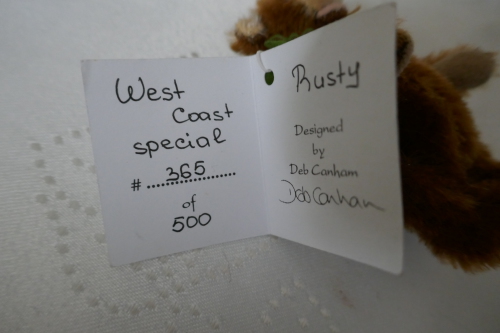 West
Coast
special
# 365
of
500
Rusty
Designed
by
Deb Canham
Deb Canham